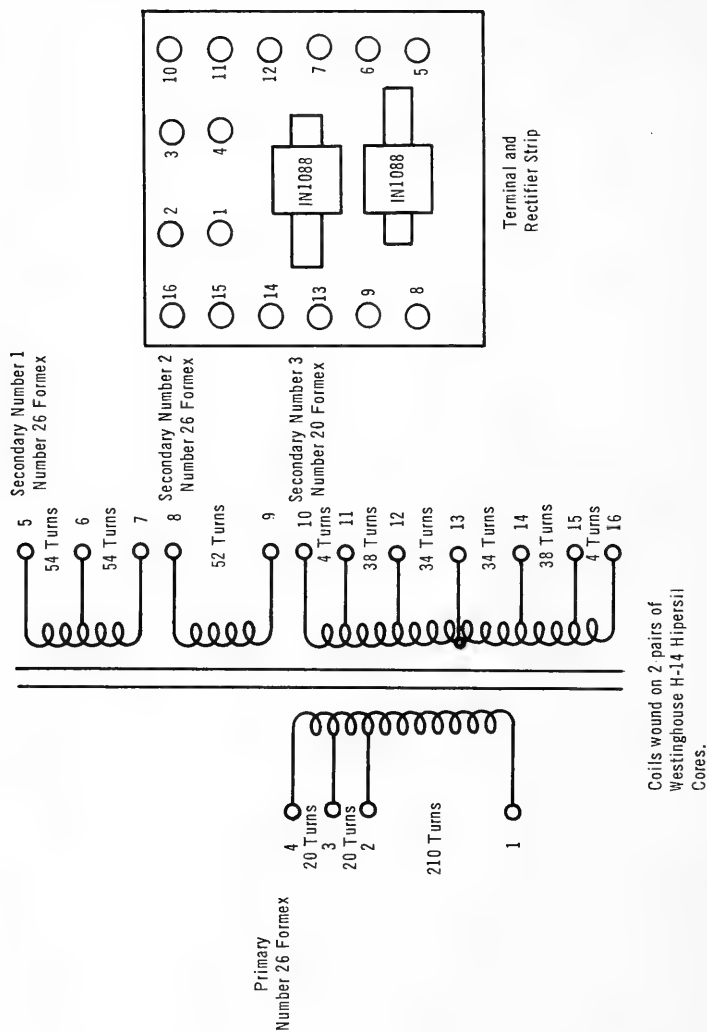 Primary
Number 26 Formex
4
20 Turns
3
20 Turns
2
210 Turns
1
Secondary Number 1
Number 26 Formex
5
54 Turns
6
54 Turns
7
Secondary Number 2
Number 26 Formex
8
52 Turns
9
Secondary Number 3
Number 20 Formex
10
4 Turns
11
38 Turns
12
34 Turns
13
34 Turns
14
38 Turns
15
4 Turns
16
Coils wound on 2 pairs of
Westinghouse H-14 Hipersil
Cores.
16 2 3 10
15 1 4 11
14 12
13 7
9 6
8 5
IN1088
IN1088
Terminal and
Rectifier Strip